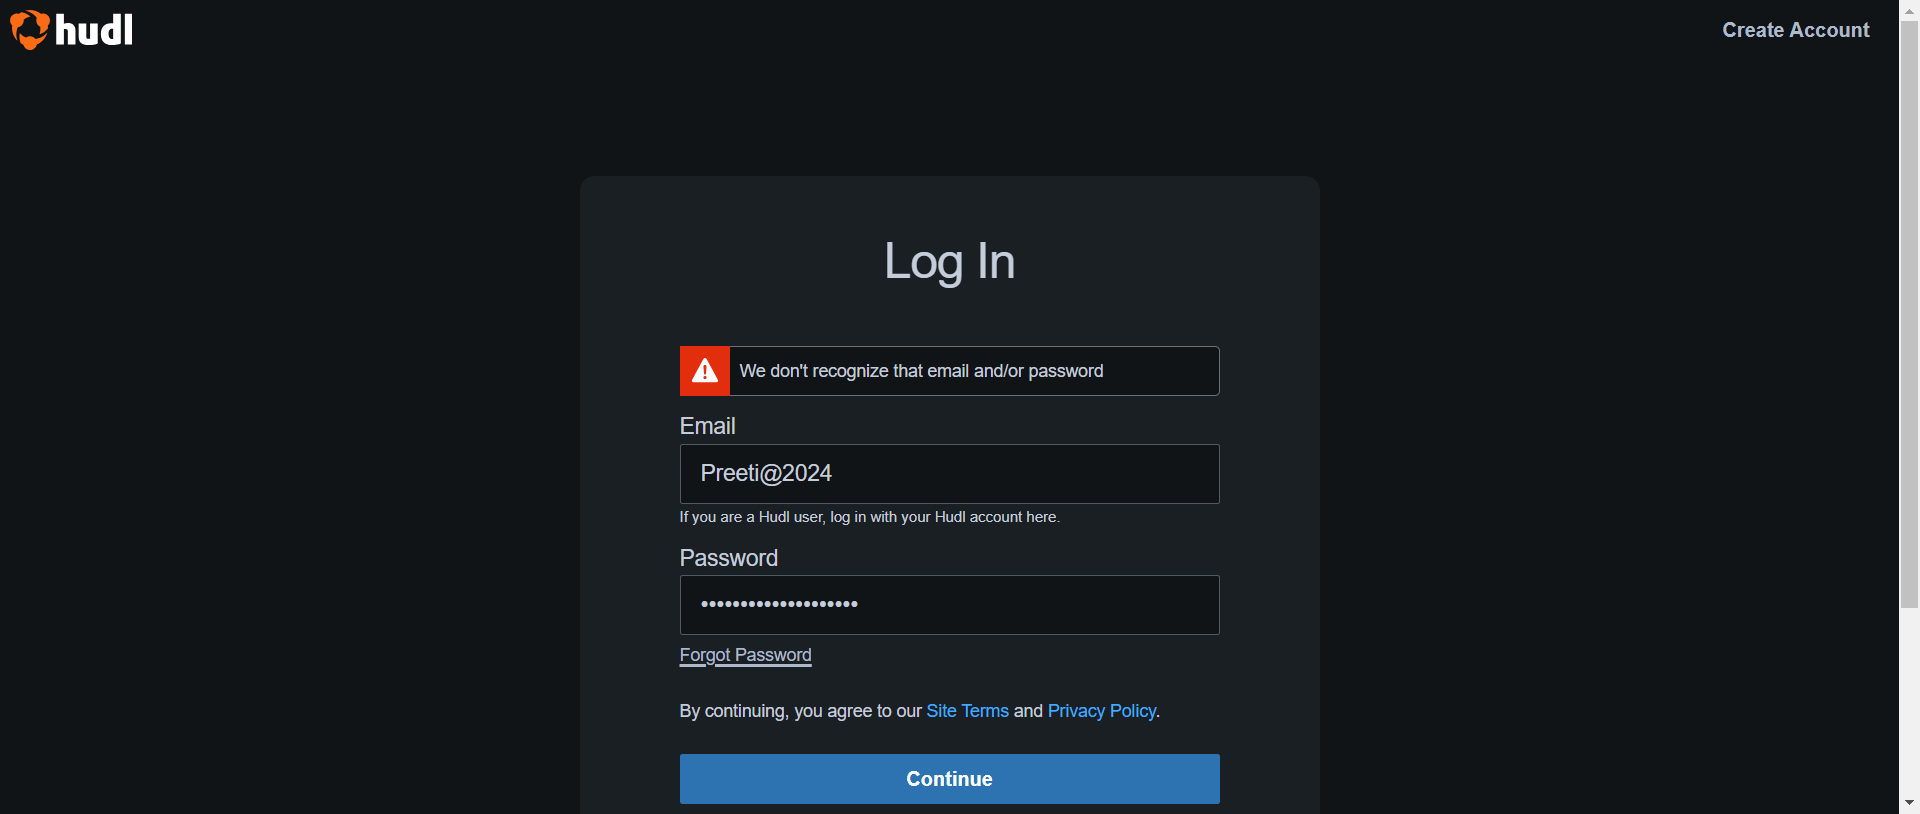 hudl
Create Account
Log In
We don't recognize that email and/or password
Email
Preeti@2024
If you are a Hudl user, log in with your Hudl account here.
Password
••••••••••••••••••••
Forgot Password
By continuing, you agree to our Site Terms and Privacy Policy.
Continue